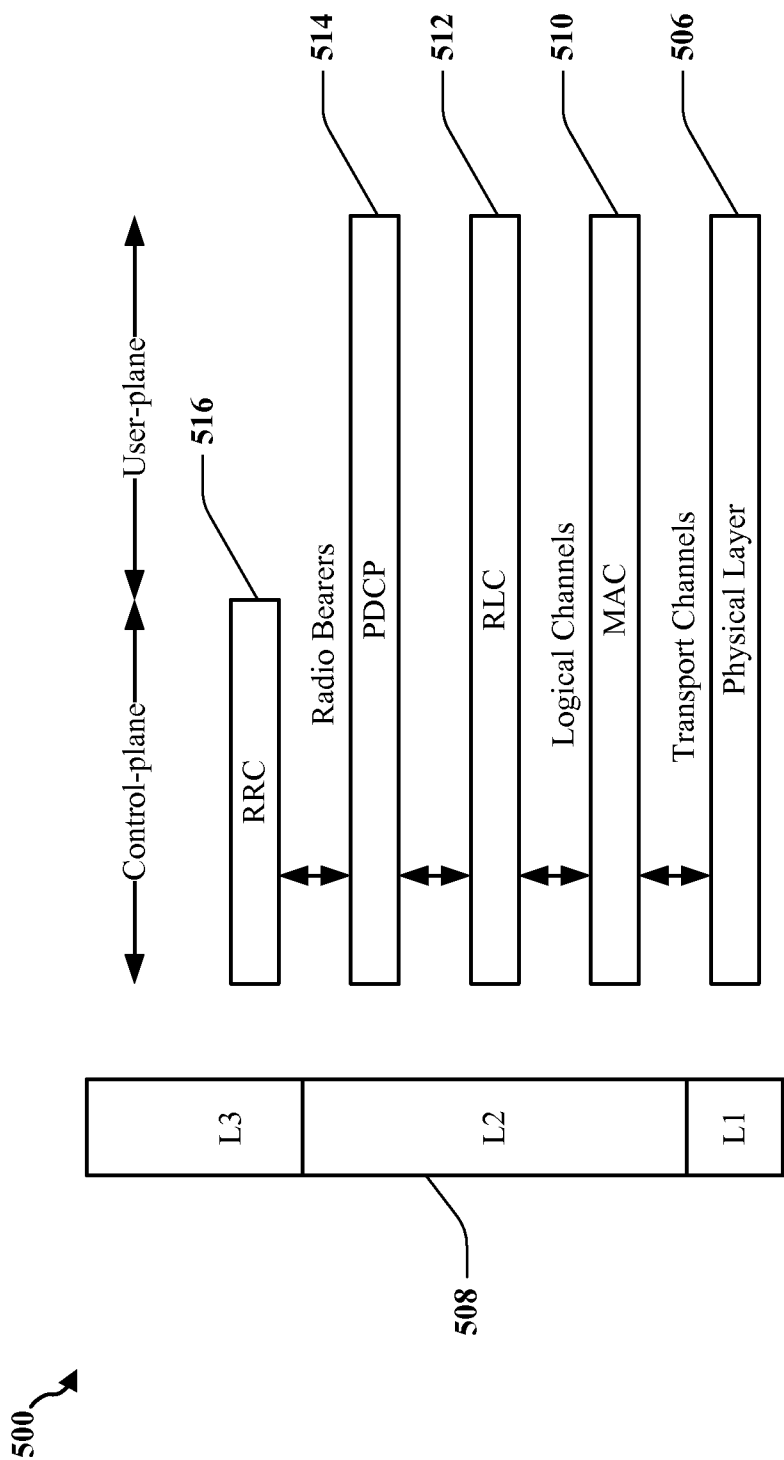 500
Control-plane
User-plane
516
L3
RRC
Radio Bearers
514
PDCP
508
L2
512
RLC
Logical Channels
510
MAC
Transport Channels
506
L1
Physical Layer